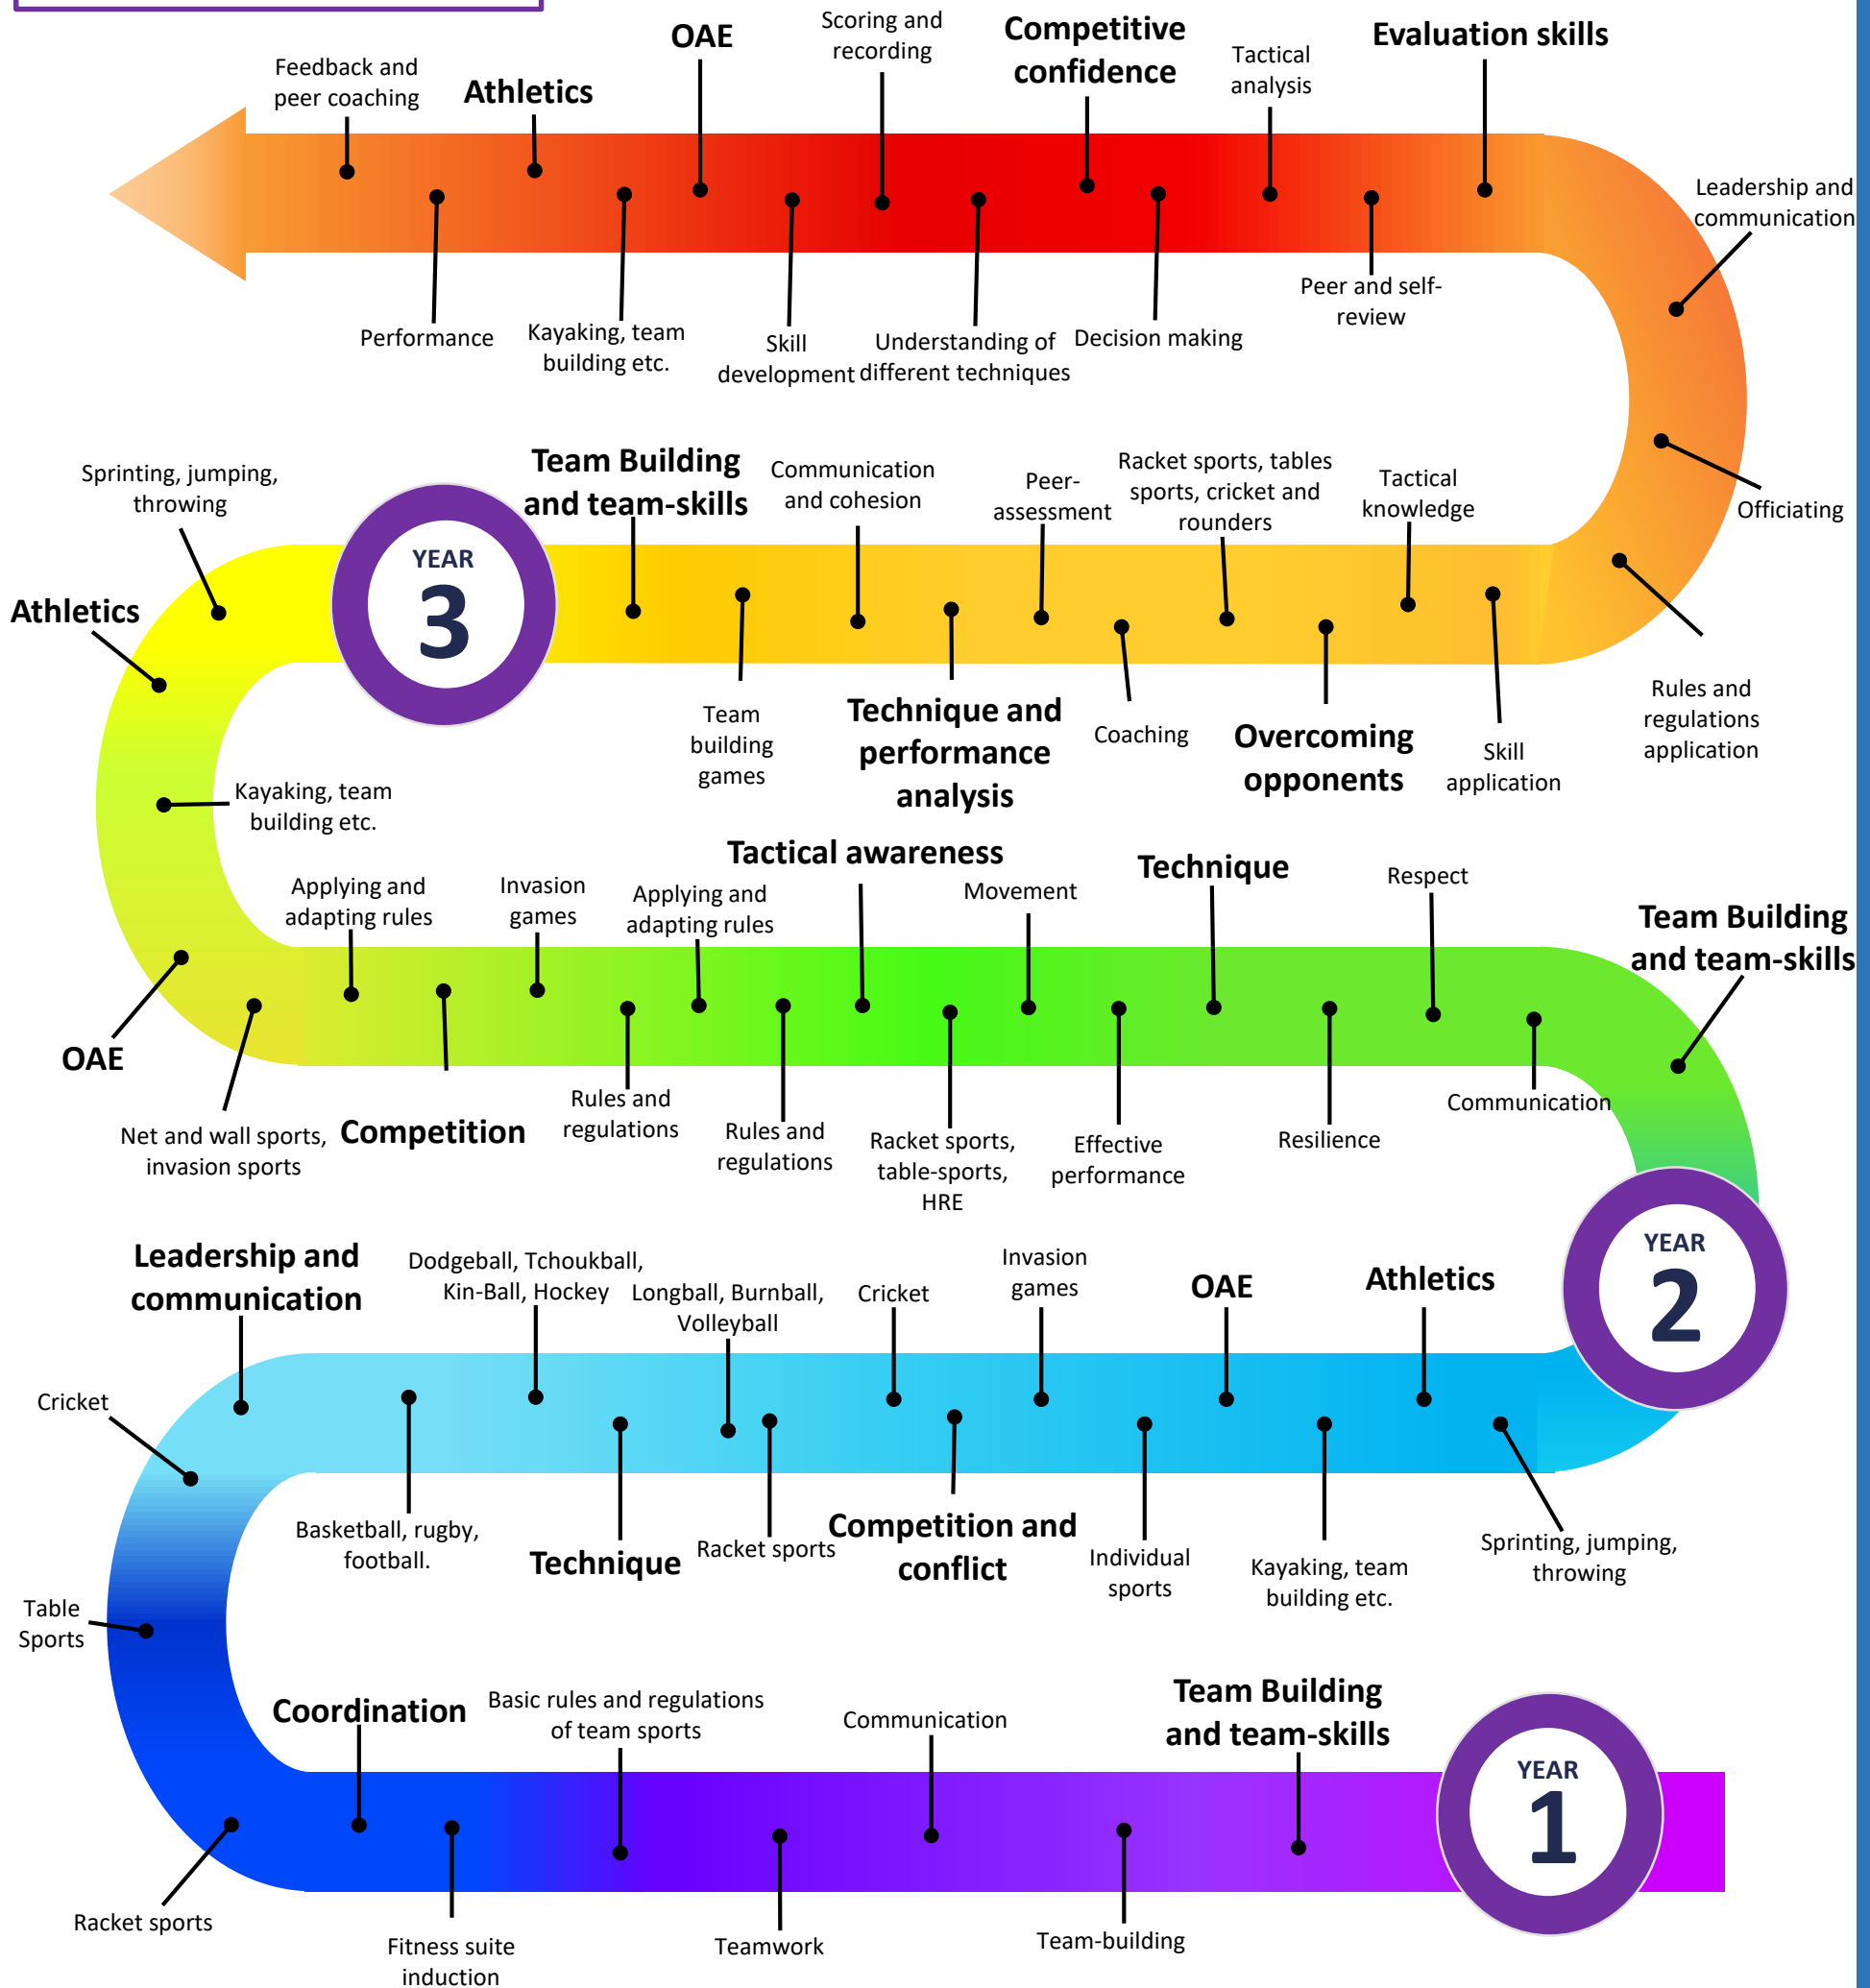 OAE
Scoring and
recording
Competitive
confidence
Evaluation skills
Tactical
analysis
Feedback and
peer coaching
Athletics
Leadership and
communication
Performance
Kayaking, team
building etc.
Skill
development
Understanding of
different techniques
Decision making
Peer and self-
review
Sprinting, jumping,
throwing
Team Building
and team-skills
Communication
and cohesion
Peer-
assessment
Racket sports, tables
sports, cricket and
rounders
Tactical
knowledge
Officiating
YEAR
3
Athletics
Team
building
games
Technique and
performance
analysis
Coaching
Overcoming
opponents
Skill
application
Rules and
regulations
application
Kayaking, team
building etc.
Tactical awareness
Technique
Applying and
adapting rules
Invasion
games
Applying and
adapting rules
Movement
Respect
Team Building
and team-skills
OAE
Net and wall sports,
invasion sports
Competition
Rules and
regulations
Rules and
regulations
Racket sports,
table-sports,
HRE
Effective
performance
Resilience
Communication
YEAR
2
Leadership and
communication
Dodgeball, Tchoukball,
Kin-Ball, Hockey
Longball, Burnball,
Volleyball
Cricket
Invasion
games
OAE
Athletics
Cricket
Basketball, rugby,
football.
Technique
Racket sports
Competition and
conflict
Individual
sports
Kayaking, team
building etc.
Sprinting, jumping,
throwing
Table
Sports
Coordination
Basic rules and regulations
of team sports
Communication
Team Building
and team-skills
YEAR
1
Racket sports
Fitness suite
induction
Teamwork
Team-building